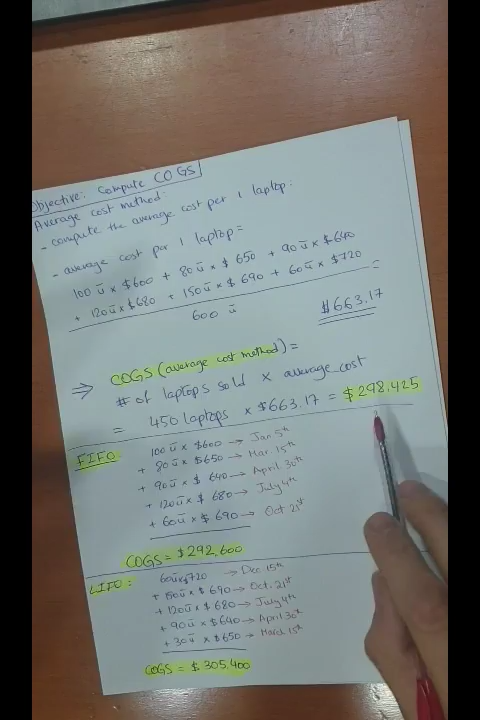 Objective: Compute COGS
Average cost method:
- compute the average cost per 1 laptop:
- average cost per 1 laptop =
100 ū x $600 + 80 ū x $ 650 + 90 ū x $640
+ 120 ū x $680 + 150 ū x $ 690 + 60 ū x $720 =
600 ū
$663.17
⇒ COGS (average cost method) =
# of laptops sold x average cost
= 450 laptops x $663.17 = $298,425
FIFO:
100 ū x $600 → Jan 5th
+ 80 ū x $650 → Mar. 15th
+ 90 ū x $ 640 → April 30th
+ 120 ū x $ 680 → July 4th
+ 60 ū x $ 690 → Oct 21st
COGS = $292,600
LIFO:
60ū x $720 → Dec 15th
+ 150 ū x $ 690 → Oct. 21st
+ 120 ū x $ 680 → July 4th
+ 90 ū x $640 → April 30th
+ 30 ū x $650 → March 15th
COGS = $ 305,400